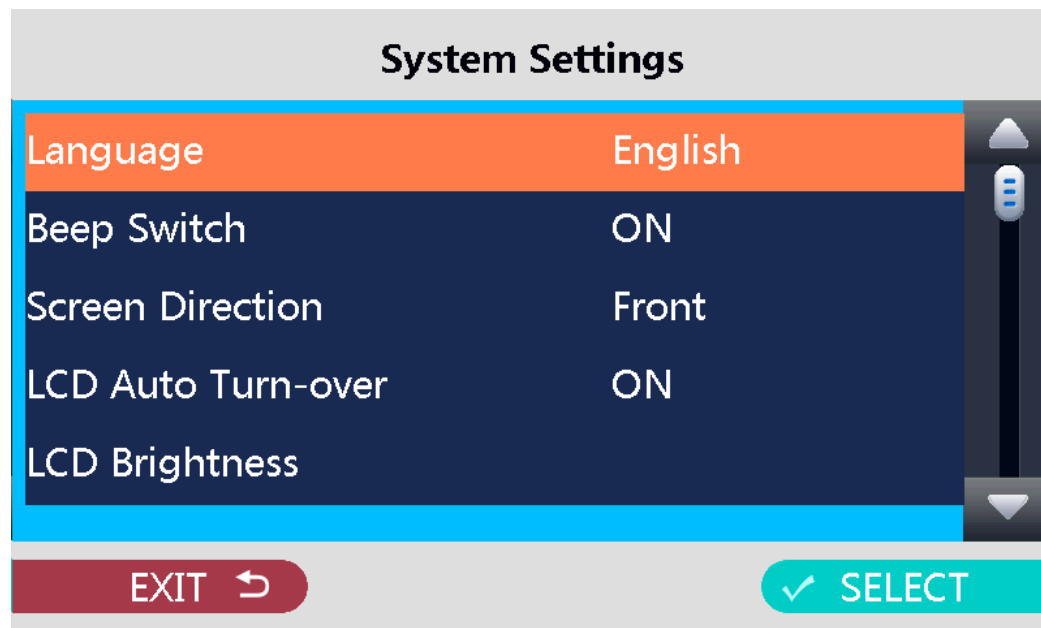 System Settings
Language English
Beep Switch ON
Screen Direction Front
LCD Auto Turn-over ON
LCD Brightness
EXIT SELECT